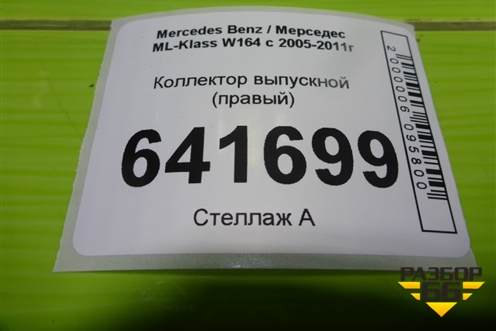 Mercedes Benz / Мерседес
ML-Klass W164 с 2005-2011г
Коллектор выпускной
(правый)
641699
Стеллаж А
2000006095800
РАЗБОР
66